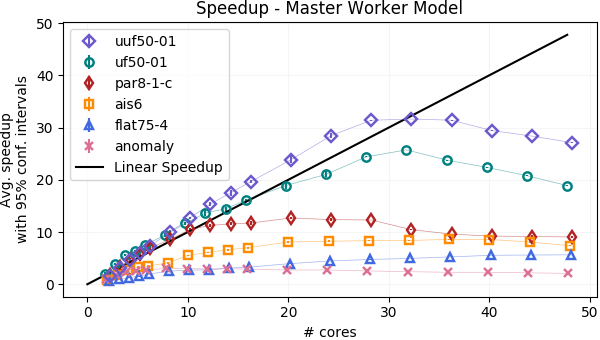 Speedup - Master Worker Model
Avg. speedup
with 95% conf. intervals
50
40
30
20
10
0
uuf50-01
uf50-01
par8-1-c
ais6
flat75-4
anomaly
Linear Speedup
0
10
20
30
40
50
# cores